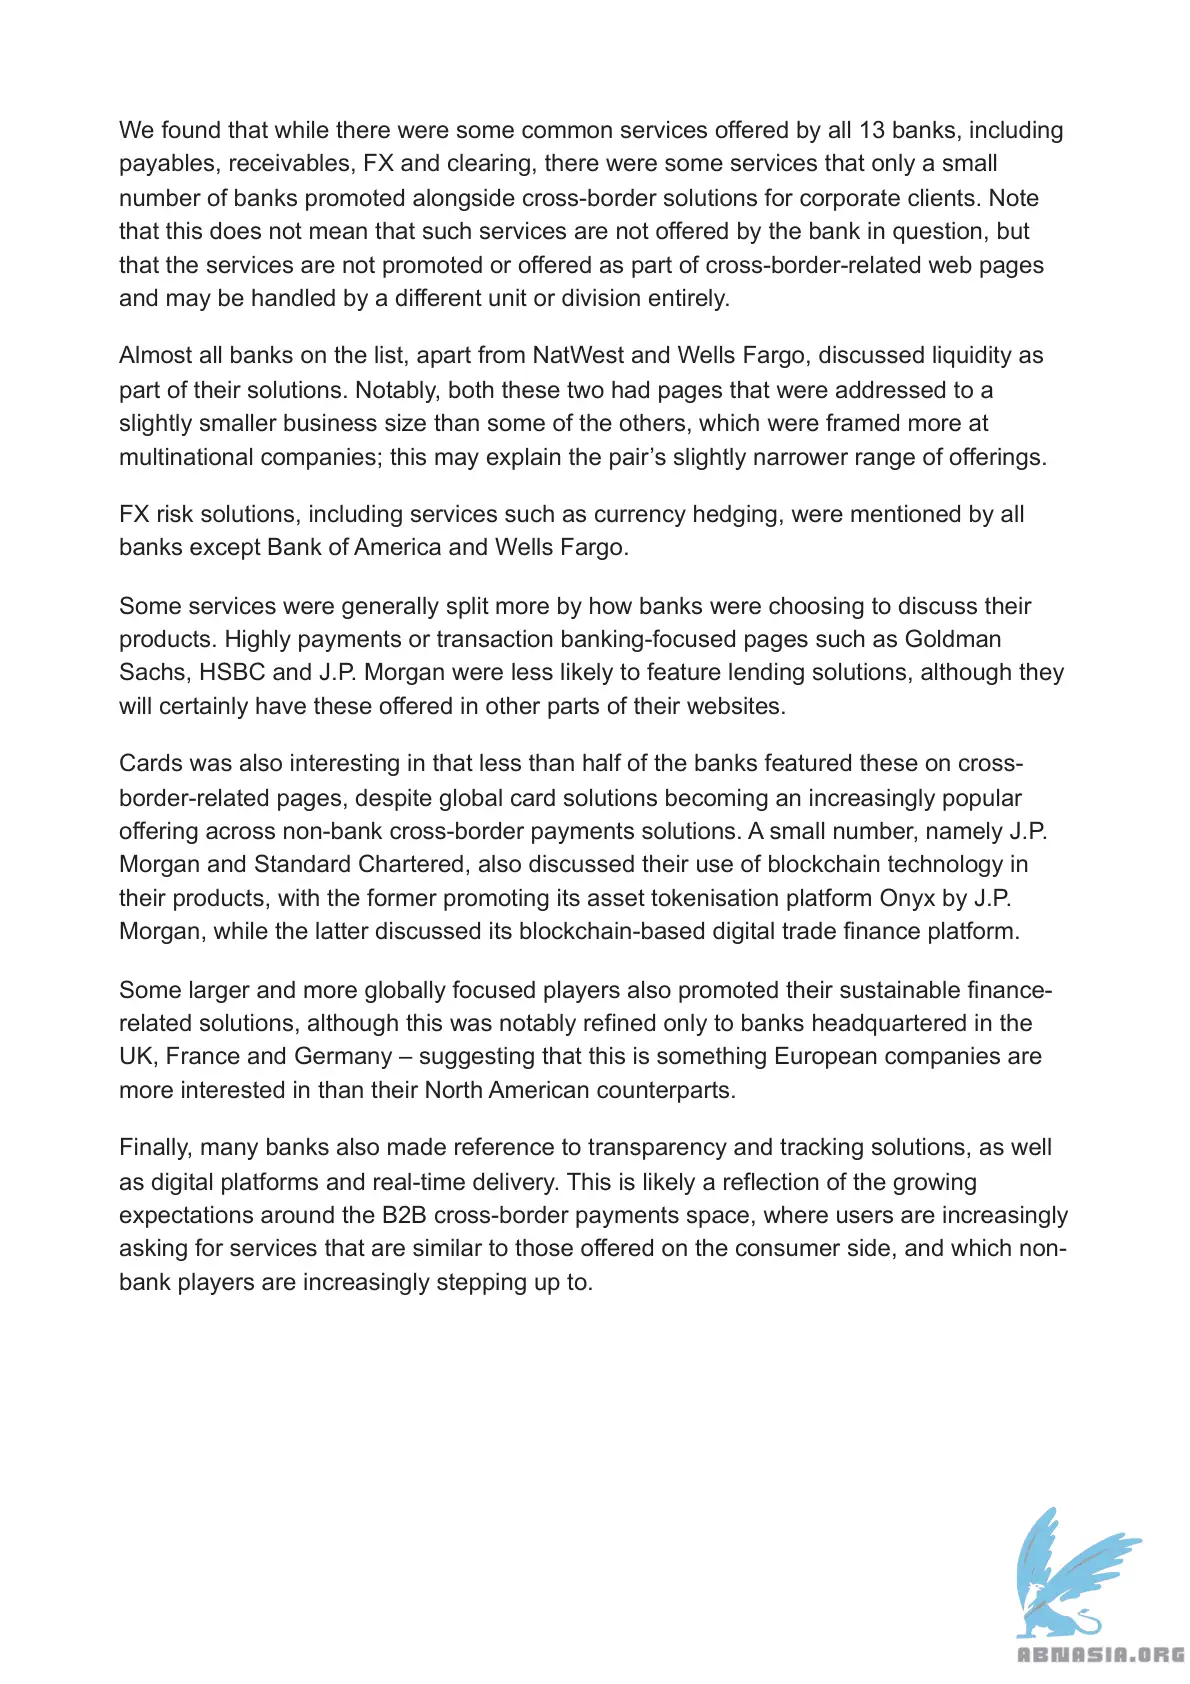 We found that while there were some common services offered by all 13 banks, including
payables, receivables, FX and clearing, there were some services that only a small
number of banks promoted alongside cross-border solutions for corporate clients. Note
that this does not mean that such services are not offered by the bank in question, but
that the services are not promoted or offered as part of cross-border-related web pages
and may be handled by a different unit or division entirely.
Almost all banks on the list, apart from NatWest and Wells Fargo, discussed liquidity as
part of their solutions. Notably, both these two had pages that were addressed to a
slightly smaller business size than some of the others, which were framed more at
multinational companies; this may explain the pair’s slightly narrower range of offerings.
FX risk solutions, including services such as currency hedging, were mentioned by all
banks except Bank of America and Wells Fargo.
Some services were generally split more by how banks were choosing to discuss their
products. Highly payments or transaction banking-focused pages such as Goldman
Sachs, HSBC and J.P. Morgan were less likely to feature lending solutions, although they
will certainly have these offered in other parts of their websites.
Cards was also interesting in that less than half of the banks featured these on cross-
border-related pages, despite global card solutions becoming an increasingly popular
offering across non-bank cross-border payments solutions. A small number, namely J.P.
Morgan and Standard Chartered, also discussed their use of blockchain technology in
their products, with the former promoting its asset tokenisation platform Onyx by J.P.
Morgan, while the latter discussed its blockchain-based digital trade finance platform.
Some larger and more globally focused players also promoted their sustainable finance-
related solutions, although this was notably refined only to banks headquartered in the
UK, France and Germany – suggesting that this is something European companies are
more interested in than their North American counterparts.
Finally, many banks also made reference to transparency and tracking solutions, as well
as digital platforms and real-time delivery. This is likely a reflection of the growing
expectations around the B2B cross-border payments space, where users are increasingly
asking for services that are similar to those offered on the consumer side, and which non-
bank players are increasingly stepping up to.
ABNASIA.ORG